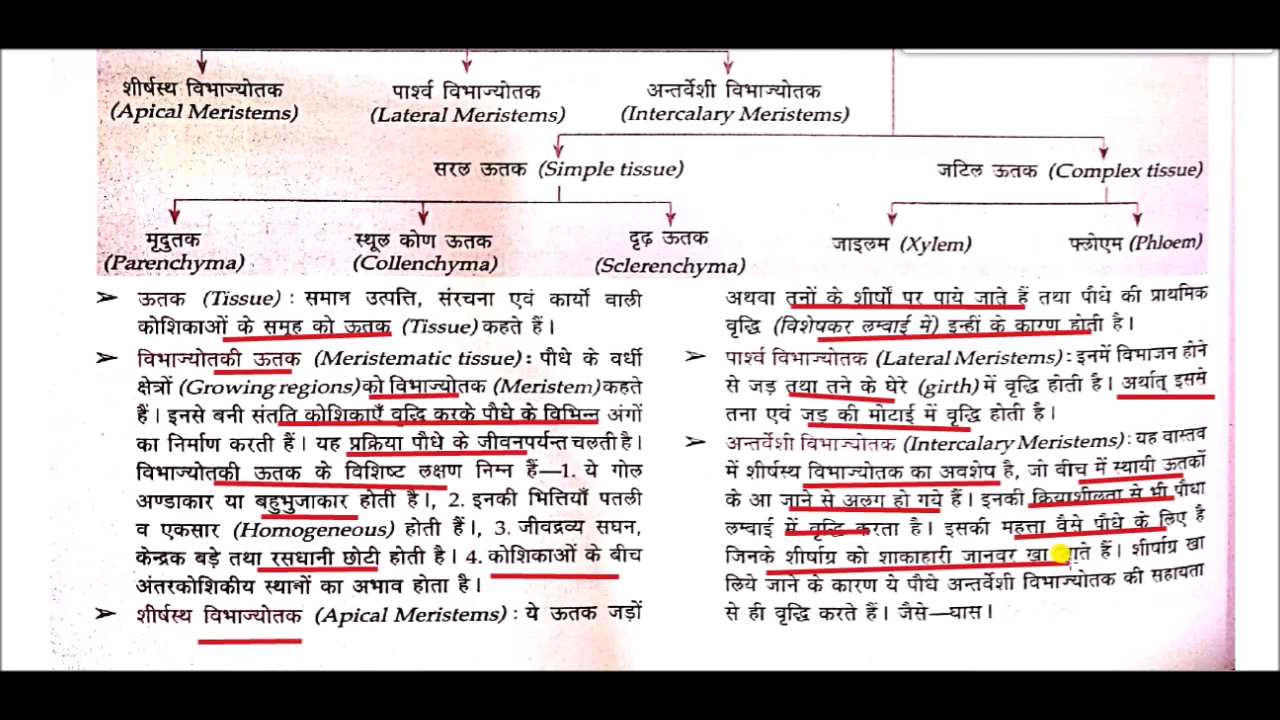 शीर्षस्थ विभाज्योतक
(Apical Meristems)
पार्श्व विभाज्योतक
(Lateral Meristems)
अन्तर्वेशी विभाज्योतक
(Intercalary Meristems)
सरल ऊतक (Simple tissue)
जटिल ऊतक (Complex tissue)
मृदुतक
(Parenchyma)
स्थूल कोण ऊतक
(Collenchyma)
दृढ़ ऊतक
(Sclerenchyma)
जाइलम (Xylem)
फ्लोएम (Phloem)
➢ ऊतक (Tissue) : समान उत्पत्ति, संरचना एवं कार्यों वाली
कोशिकाओं के समूह को ऊतक (Tissue) कहते हैं।
➢ विभाज्योतकी ऊतक (Meristematic tissue) : पौधे के वर्धी
क्षेत्रों (Growing regions) को विभाज्योतक (Meristem) कहते
हैं। इनसे बनी संतति कोशिकाएँ वृद्धि करके पौधे के विभिन्न अंगों
का निर्माण करती हैं। यह प्रक्रिया पौधे के जीवनपर्यन्त चलती है।
विभाज्योतकी ऊतक के विशिष्ट लक्षण निम्न हैं—1. ये गोल
अण्डाकार या बहुभुजाकार होती है।, 2. इनकी भित्तियाँ पतली
व एकसार (Homogeneous) होती हैं।, 3. जीवद्रव्य सघन,
केन्द्रक बड़े तथा रसधानी छोटी होती है। 4. कोशिकाओं के बीच
अंतरकोशिकीय स्थानों का अभाव होता है।
➢ शीर्षस्थ विभाज्योतक (Apical Meristems) : ये ऊतक जड़ों
अथवा तनों के शीर्षों पर पाये जाते हैं तथा पौधे की प्राथमिक
वृद्धि (विशेषकर लम्बाई में) इन्हीं के कारण होती है।
➢ पार्श्व विभाज्योतक (Lateral Meristems) : इनमें विभाजन होने
से जड़ तथा तने के घेरे (girth) में वृद्धि होती है। अर्थात् इससे
तना एवं जड़ की मोटाई में वृद्धि होती है।
➢ अन्तर्वेशी विभाज्योतक (Intercalary Meristems) : यह वास्तव
में शीर्षस्थ विभाज्योतक का अवशेष है, जो बीच में स्थायी ऊतकों
के आ जाने से अलग हो गये हैं। इनकी क्रियाशीलता से भी पौधा
लम्बाई में वृद्धि करता है। इसकी महत्ता वैसे पौधे के लिए है
जिनके शीर्षाग्र को शाकाहारी जानवर खा हैं। शीर्षाग्र खा
लिये जाने के कारण ये पौधे अन्तर्वेशी विभाज्योतक की सहायता
से ही वृद्धि करते हैं। जैसे—घास।